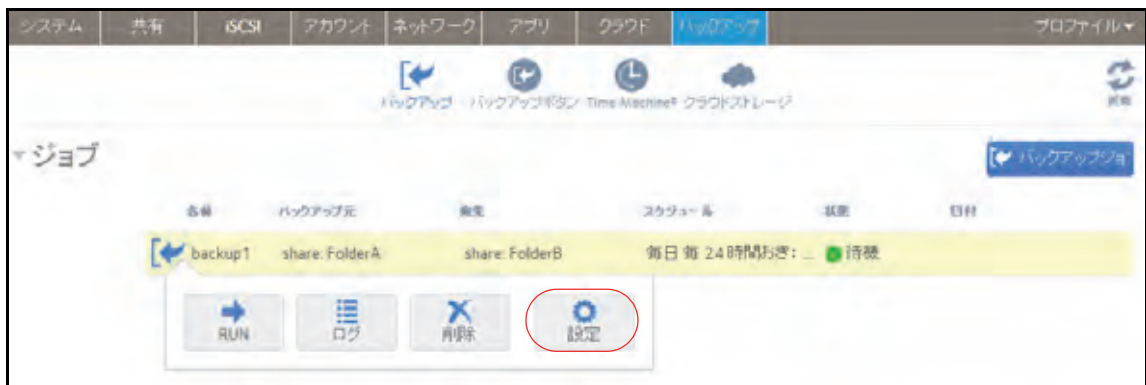 システム 共有 iSCSI アカウント ネットワーク アプリ クラウド バックアップ プロファイル
バックアップ バックアップボタン Time Machine® クラウドストレージ
ジョブ バックアップジョ
名前 バックアップ元 宛先 スケジュール 状態 日付
backup1 share: FolderA share: FolderB 毎日 毎 24時間おき: ... 待機
RUN ログ 削除 設定